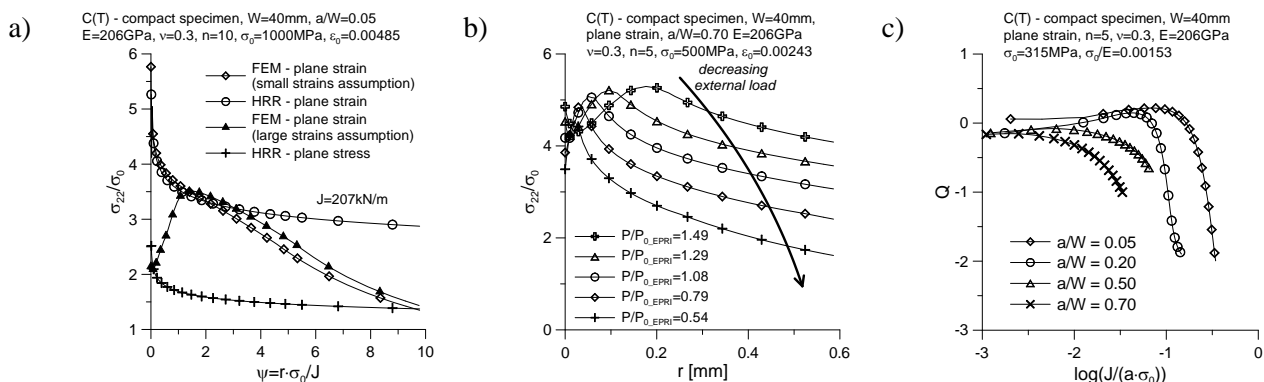 a)
C(T) - compact specimen, W=40mm, a/W=0.05
E=206GPa, ν=0.3, n=10, σ0=1000MPa, ε0=0.00485
6
5
4
3
2
1
σ22/σ0
FEM - plane strain
(small strains assumption)
HRR - plane strain
FEM - plane strain
(large strains assumption)
HRR - plane stress
J=207kN/m
0 2 4 6 8 10
ψ=r·σ0/J
b)
C(T) - compact specimen, W=40mm,
plane strain, a/W=0.70 E=206GPa
ν=0.3, n=5, σ0=500MPa, ε0=0.00243
decreasing
external load
6
4
2
0
σ22/σ0
P/P0_EPRI=1.49
P/P0_EPRI=1.29
P/P0_EPRI=1.08
P/P0_EPRI=0.79
P/P0_EPRI=0.54
0 0.2 0.4 0.6
r [mm]
c)
C(T) - compact specimen, W=40mm
plane strain, n=5, ν=0.3, E=206GPa
σ0=315MPa, σ0/E=0.00153
1
0
-1
-2
-3
Q
a/W = 0.05
a/W = 0.20
a/W = 0.50
a/W = 0.70
-3 -2 -1 0
log(J/(a·σ0))